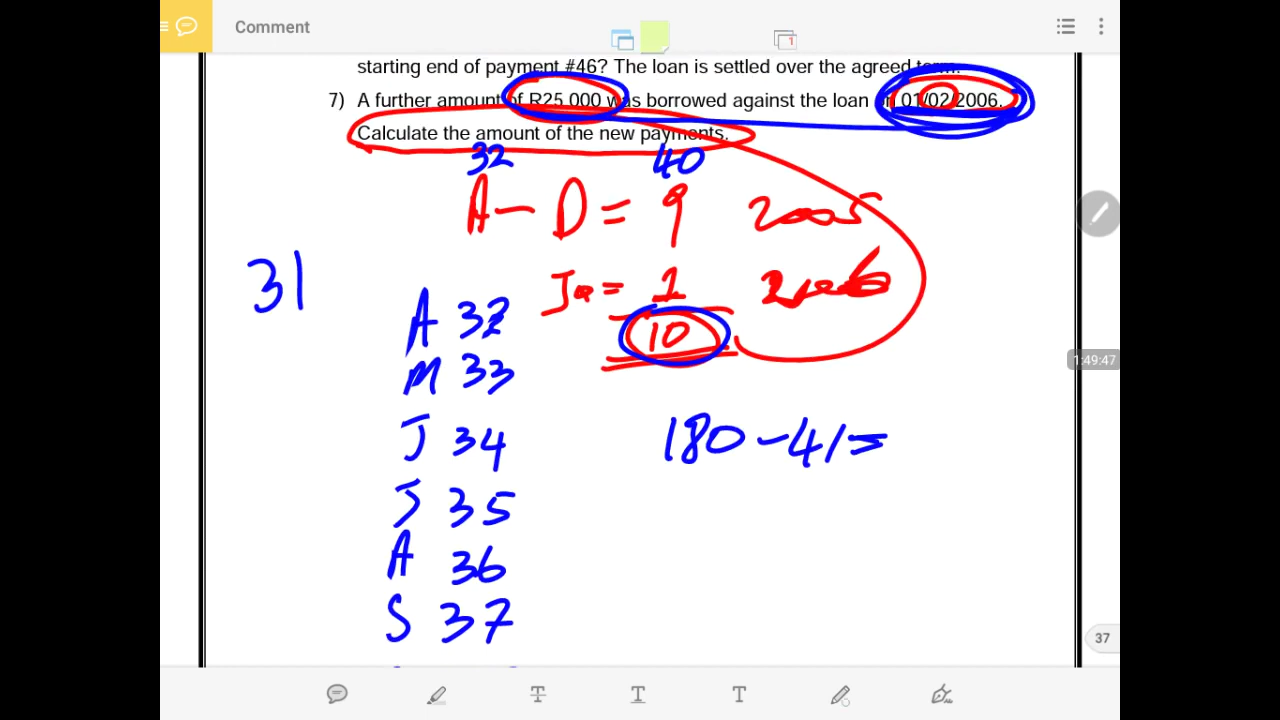 Comment
1
starting end of payment #46? The loan is settled over the agreed term.
7) A further amount of R25 000 was borrowed against the loan on 01/02/2006.
Calculate the amount of the new payments.
32 40
A - D = 9 2005
31 Ja = 1 2006
A 32 10
M 33
J 34 180 - 41 =
J 35
A 36
S 37
1:49:47
37